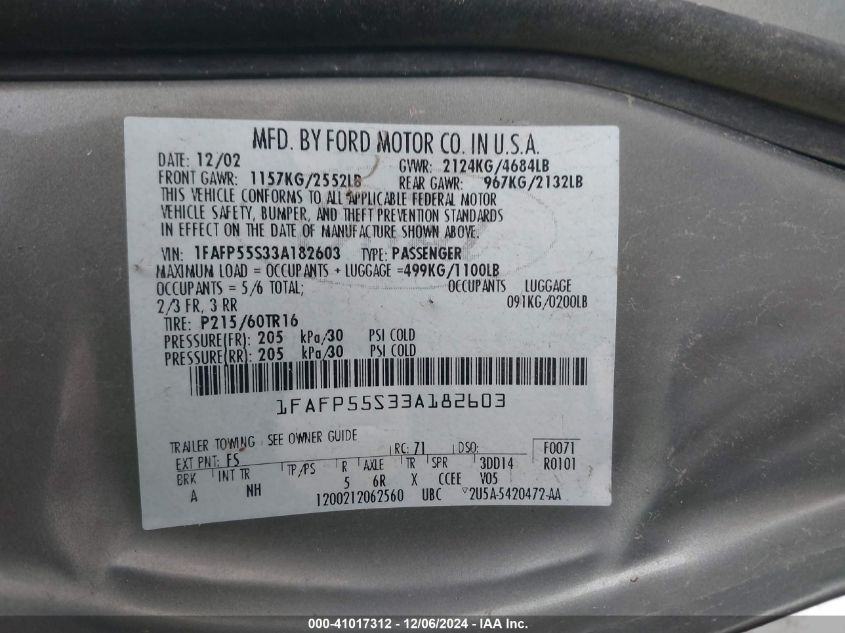 MFD. BY FORD MOTOR CO. IN U.S.A.
DATE: 12/02 GVWR: 2124KG/4684LB
FRONT GAWR: 1157KG/2552LB REAR GAWR: 967KG/2132LB
THIS VEHICLE CONFORMS TO ALL APPLICABLE FEDERAL MOTOR
VEHICLE SAFETY, BUMPER, AND THEFT PREVENTION STANDARDS
IN EFFECT ON THE DATE OF MANUFACTURE SHOWN ABOVE.
VIN: 1FAFP55S33A182603 TYPE: PASSENGER
MAXIMUM LOAD = OCCUPANTS + LUGGAGE =499KG/1100LB
OCCUPANTS = 5/6 TOTAL; OCCUPANTS LUGGAGE
2/3 FR, 3 RR 091KG/0200LB
TIRE: P215/60TR16
PRESSURE(FR): 205 kPa/30 PSI COLD
PRESSURE(RR): 205 kPa/30 PSI COLD
1FAFP55S33A182603
TRAILER TOWING: SEE OWNER GUIDE
EXT PNT: FS RC: 71 DSO: F0071
BRK INT TR TP/PS R AXLE TR SPR 3DD14 R0101
A NH 5 6R X CCEE V05
1200212062560 UBC 2U5A-5420472-AA
000-41017312 - 12/06/2024 - IAA Inc.